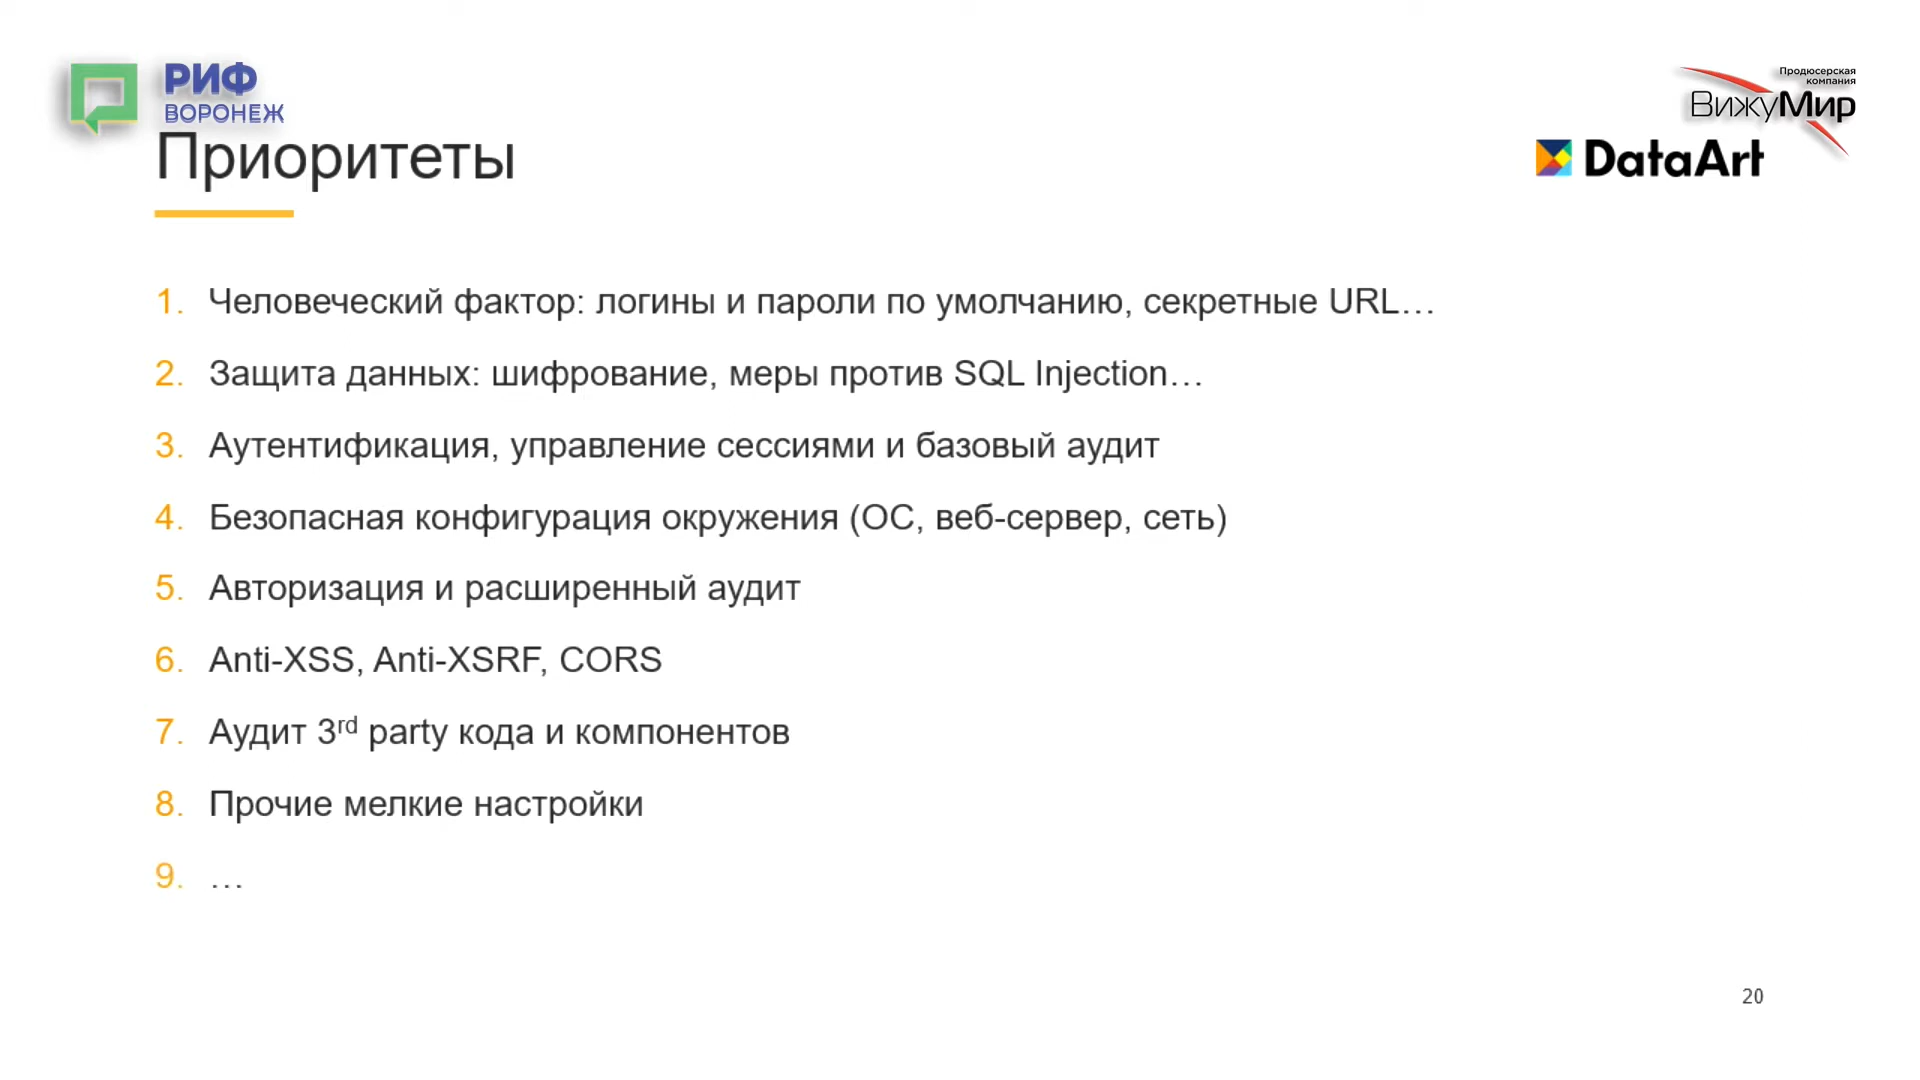 РИФ
ВОРОНЕЖ
Продюсерская
компания
ВижуМир
DataArt
Приоритеты
1. Человеческий фактор: логины и пароли по умолчанию, секретные URL…
2. Защита данных: шифрование, меры против SQL Injection…
3. Аутентификация, управление сессиями и базовый аудит
4. Безопасная конфигурация окружения (ОС, веб-сервер, сеть)
5. Авторизация и расширенный аудит
6. Anti-XSS, Anti-XSRF, CORS
7. Аудит 3rd party кода и компонентов
8. Прочие мелкие настройки
9. …
20